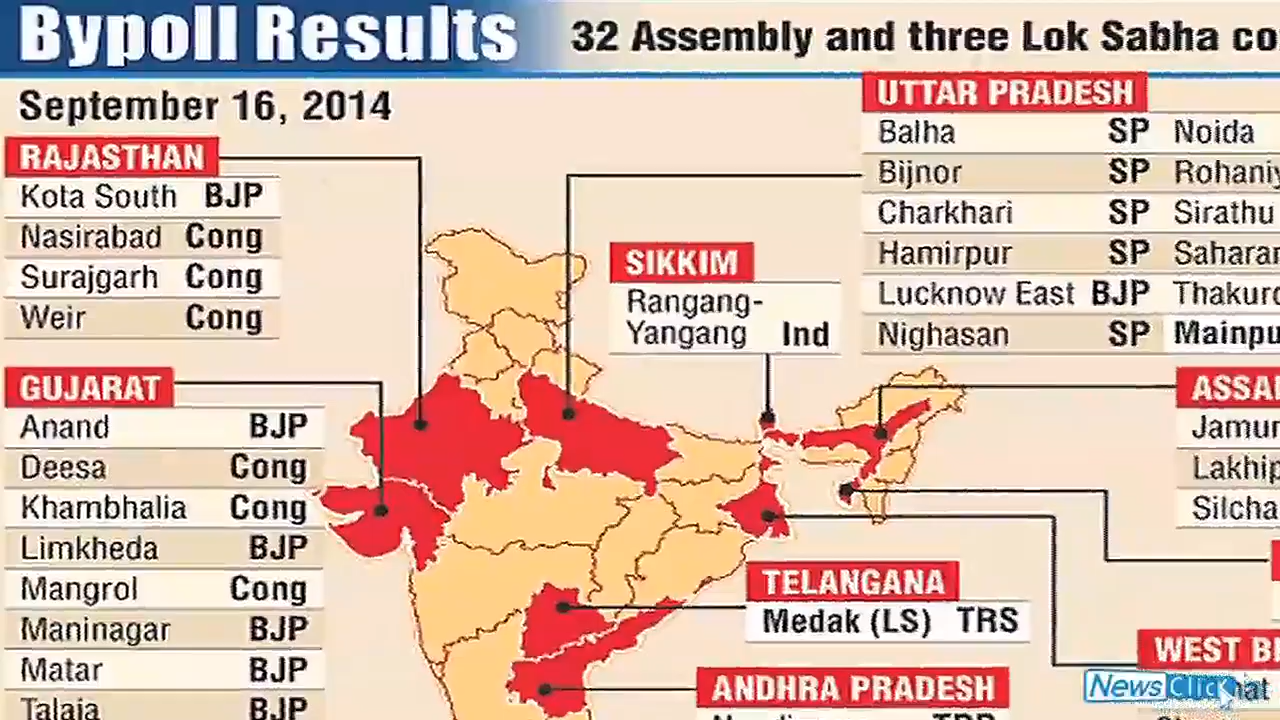 Bypoll Results
32 Assembly and three Lok Sabha
September 16, 2014
RAJASTHAN
Kota South BJP
Nasirabad Cong
Surajgarh Cong
Weir Cong
GUJARAT
Anand BJP
Deesa Cong
Khambhalia Cong
Limkheda BJP
Mangrol Cong
Maninagar BJP
Matar BJP
Talaja BJP
SIKKIM
Rangang-
Yangang Ind
UTTAR PRADESH
Balha SP Noida
Bijnor SP
Charkhari SP Sirathu
Hamirpur SP
Lucknow East BJP
Nighasan SP
TELANGANA
Medak (LS) TRS
ANDHRA PRADESH
WEST
NewsClick